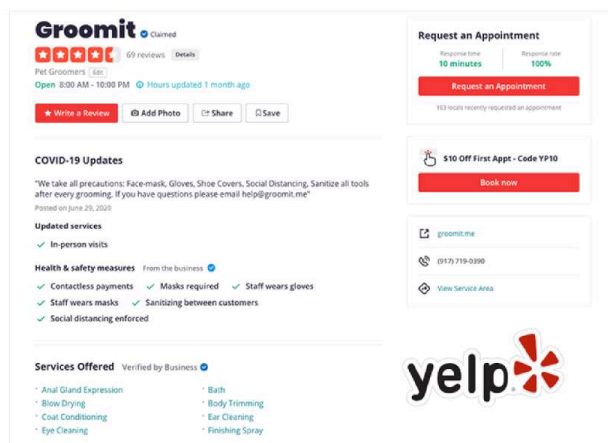 Groomit Claimed
69 reviews Details
Pet Groomers Edit
Open 8:00 AM - 10:00 PM Hours updated 1 month ago
Write a Review Add Photo Share Save
COVID-19 Updates
"We take all precautions: Face-mask, Gloves, Shoe Covers, Social Distancing, Sanitize all tools
after every grooming. If you have questions please email help@groomit.me"
Posted on June 29, 2020
Updated services
In-person visits
Health & safety measures From the business
Contactless payments Masks required Staff wears gloves
Staff wears masks Sanitizing between customers
Social distancing enforced
Services Offered Verified by Business
Anal Gland Expression
Blow Drying
Coat Conditioning
Eye Cleaning
Bath
Body Trimming
Ear Cleaning
Finishing Spray
Request an Appointment
Response time Response rate
10 minutes 100%
Request an Appointment
163 locals recently requested an appointment
$10 Off First Appt - Code YP10
Book now
groomit.me
(917) 719-0390
View Service Area
yelp